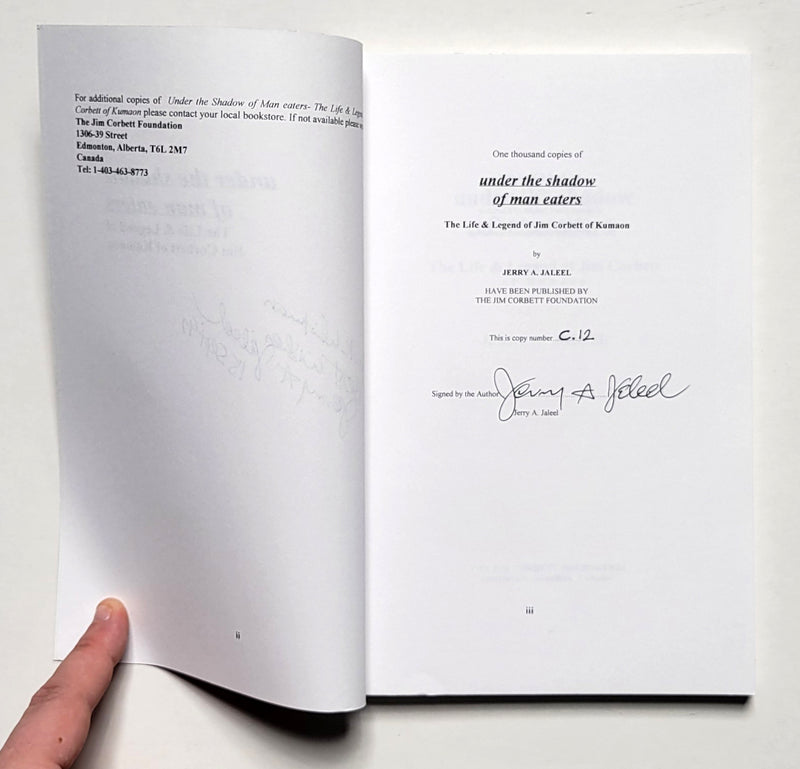 For additional copies of Under the Shadow of Man eaters- The Life & Lege
Corbett of Kumaon please contact your local bookstore. If not available please
The Jim Corbett Foundation
1306-39 Street
Edmonton, Alberta, T6L 2M7
Canada
Tel: 1-403-463-8773
ii
One thousand copies of
under the shadow
of man eaters
The Life & Legend of Jim Corbett of Kumaon
by
JERRY A. JALEEL
HAVE BEEN PUBLISHED BY
THE JIM CORBETT FOUNDATION
This is copy number C.12
Signed by the Author Jerry A Jaleel
Jerry A. Jaleel
iii